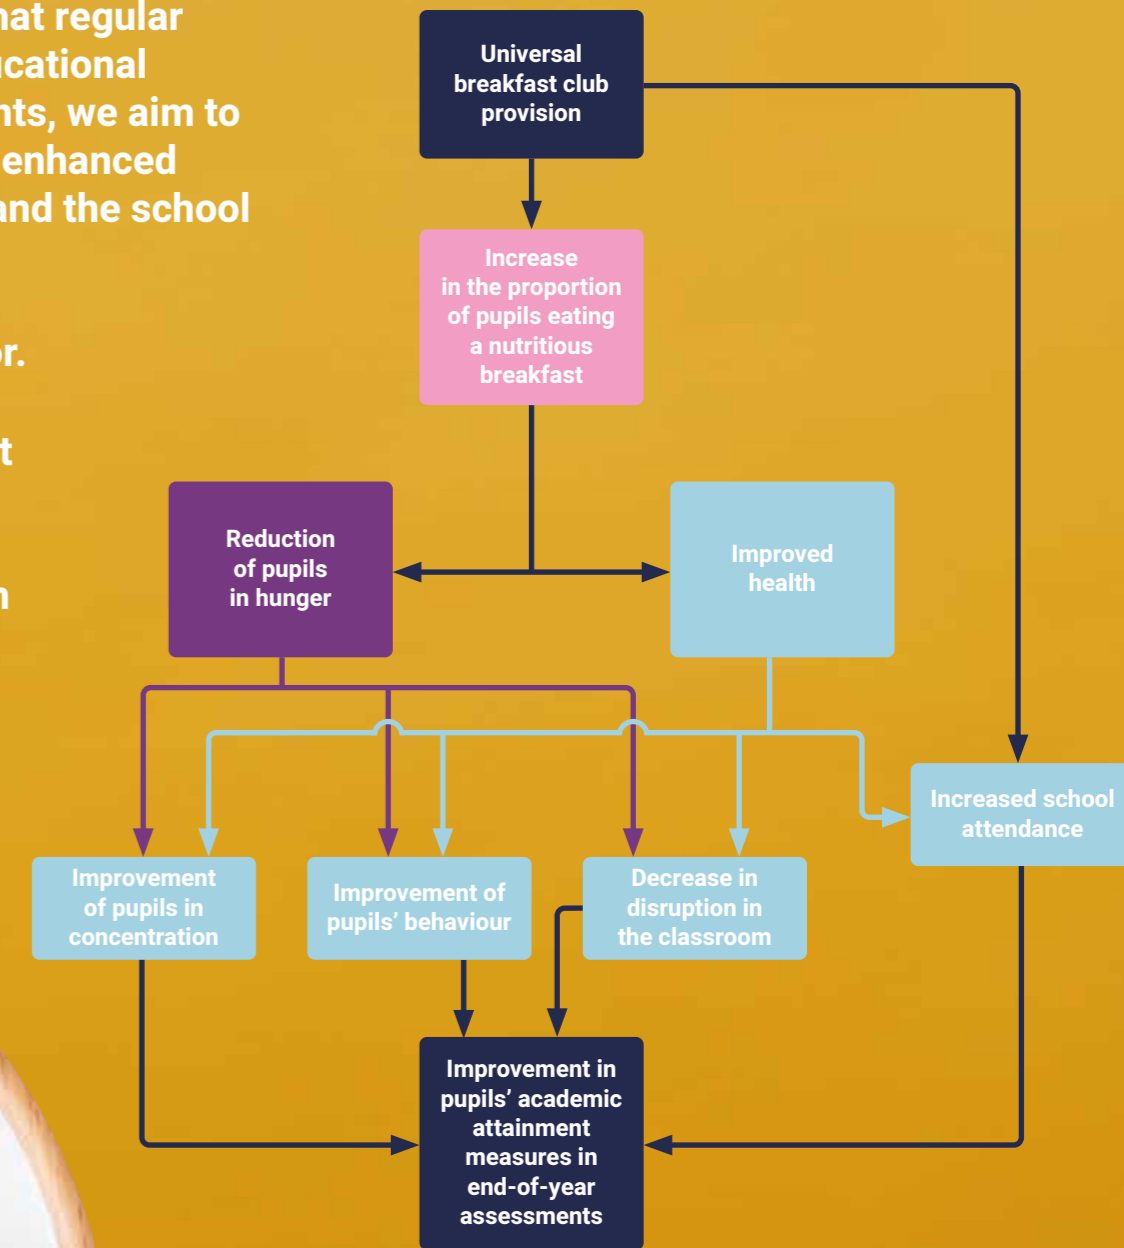 hat regular
ucational
nts, we aim to
enhanced
and the school
or.
t
n
Universal
breakfast club
provision
Increase
in the proportion
of pupils eating
a nutritious
breakfast
Reduction
of pupils
in hunger
Improved
health
Increased school
attendance
Improvement
of pupils in
concentration
Improvement of
pupils’ behaviour
Decrease in
disruption in
the classroom
Improvement in
pupils’ academic
attainment
measures in
end-of-year
assessments